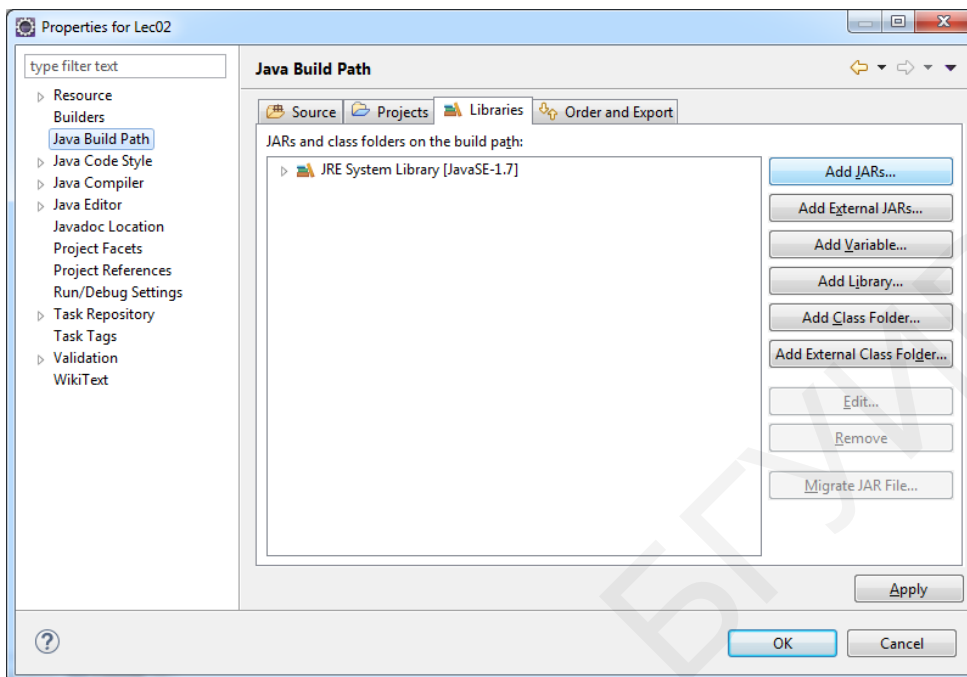 Properties for Lec02
type filter text
Resource
Builders
Java Build Path
Java Code Style
Java Compiler
Java Editor
Javadoc Location
Project Facets
Project References
Run/Debug Settings
Task Repository
Task Tags
Validation
WikiText
Java Build Path
Source Projects Libraries Order and Export
JARs and class folders on the build path:
JRE System Library [JavaSE-1.7]
Add JARs...
Add External JARs...
Add Variable...
Add Library...
Add Class Folder...
Add External Class Folder...
Edit...
Remove
Migrate JAR File...
Apply
OK Cancel
БГУИР